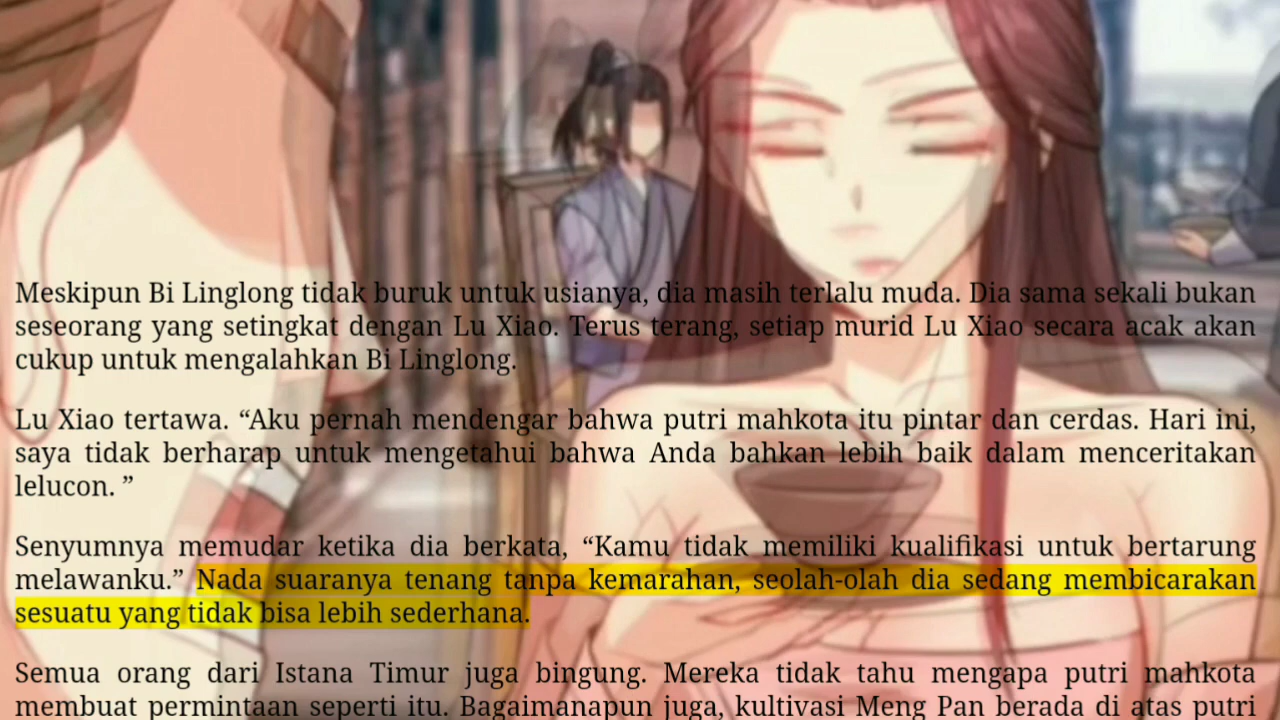 Meskipun Bi Linglong tidak buruk untuk usianya, dia masih terlalu muda. Dia sama sekali bukan
seseorang yang setingkat dengan Lu Xiao. Terus terang, setiap murid Lu Xiao secara acak akan
cukup untuk mengalahkan Bi Linglong.
Lu Xiao tertawa. “Aku pernah mendengar bahwa putri mahkota itu pintar dan cerdas. Hari ini,
saya tidak berharap untuk mengetahui bahwa Anda bahkan lebih baik dalam menceritakan
lelucon. ”
Senyumnya memudar ketika dia berkata, “Kamu tidak memiliki kualifikasi untuk bertarung
melawanku.” Nada suaranya tenang tanpa kemarahan, seolah-olah dia sedang membicarakan
sesuatu yang tidak bisa lebih sederhana.
Semua orang dari Istana Timur juga bingung. Mereka tidak tahu mengapa putri mahkota
membuat permintaan seperti itu. Bagaimanapun juga, kultivasi Meng Pan berada di atas putri